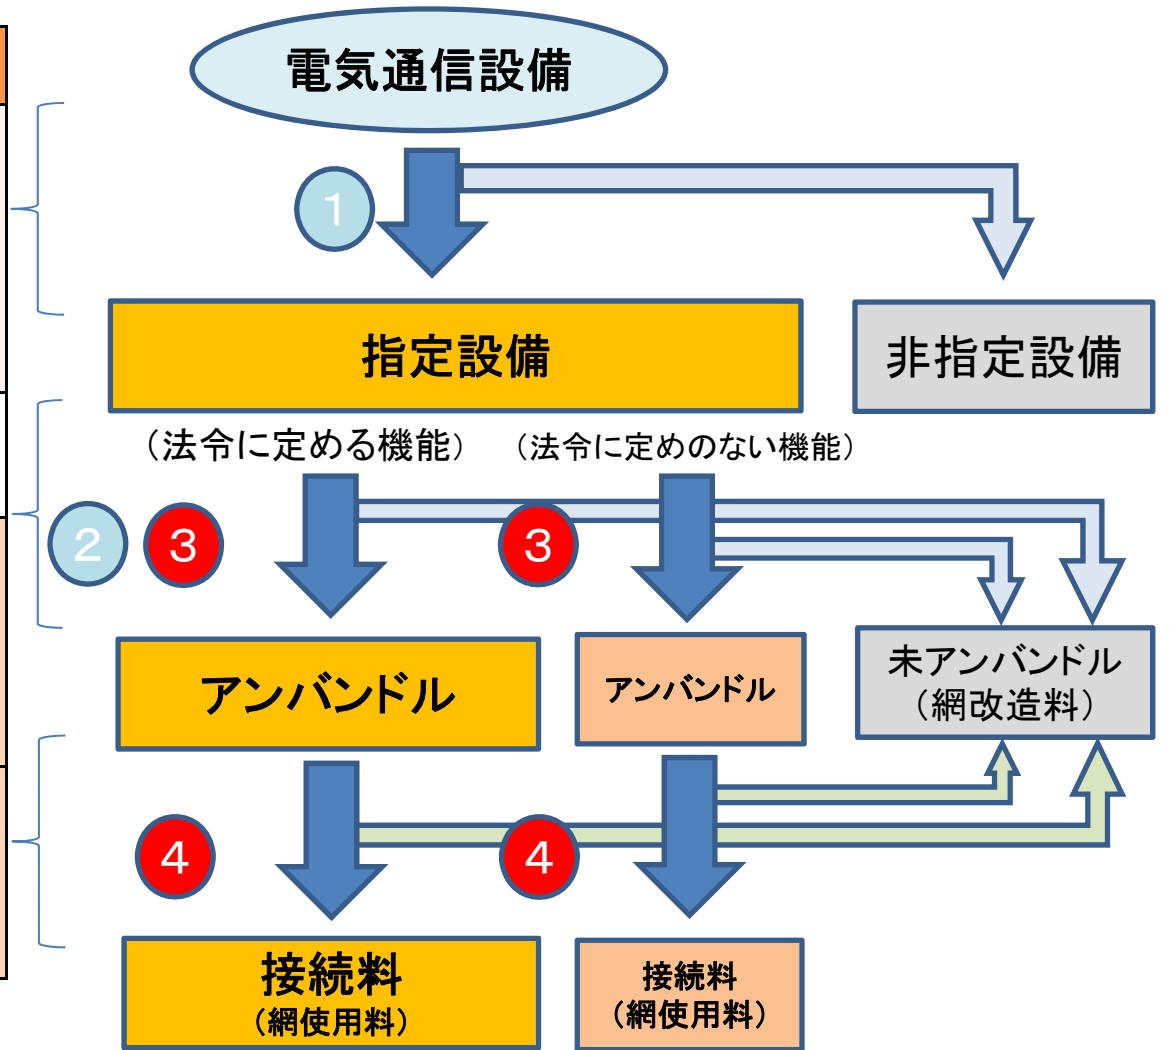 電気通信設備
1
指定設備
非指定設備
（法令に定める機能）
（法令に定めのない機能）
2
3
3
アンバンドル
アンバンドル
未アンバンドル
（網改造料）
4
4
接続料
（網使用料）
接続料
（網使用料）